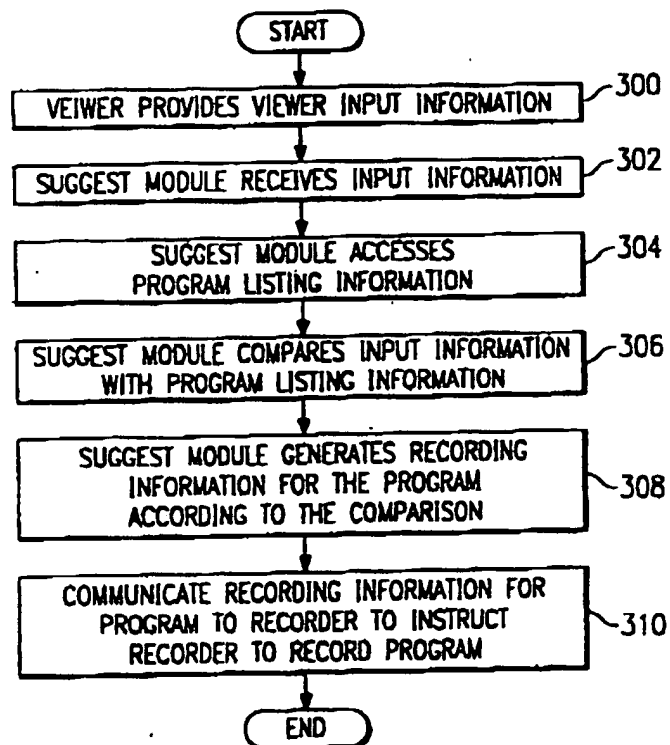 START
VEIWER PROVIDES VIEWER INPUT INFORMATION
300
SUGGEST MODULE RECEIVES INPUT INFORMATION
302
SUGGEST MODULE ACCESSES
PROGRAM LISTING INFORMATION
304
SUGGEST MODULE COMPARES INPUT INFORMATION
WITH PROGRAM LISTING INFORMATION
306
SUGGEST MODULE GENERATES RECORDING
INFORMATION FOR THE PROGRAM
ACCORDING TO THE COMPARISON
308
COMMUNICATE RECORDING INFORMATION FOR
PROGRAM TO RECORDER TO INSTRUCT
RECORDER TO RECORD PROGRAM
310
END